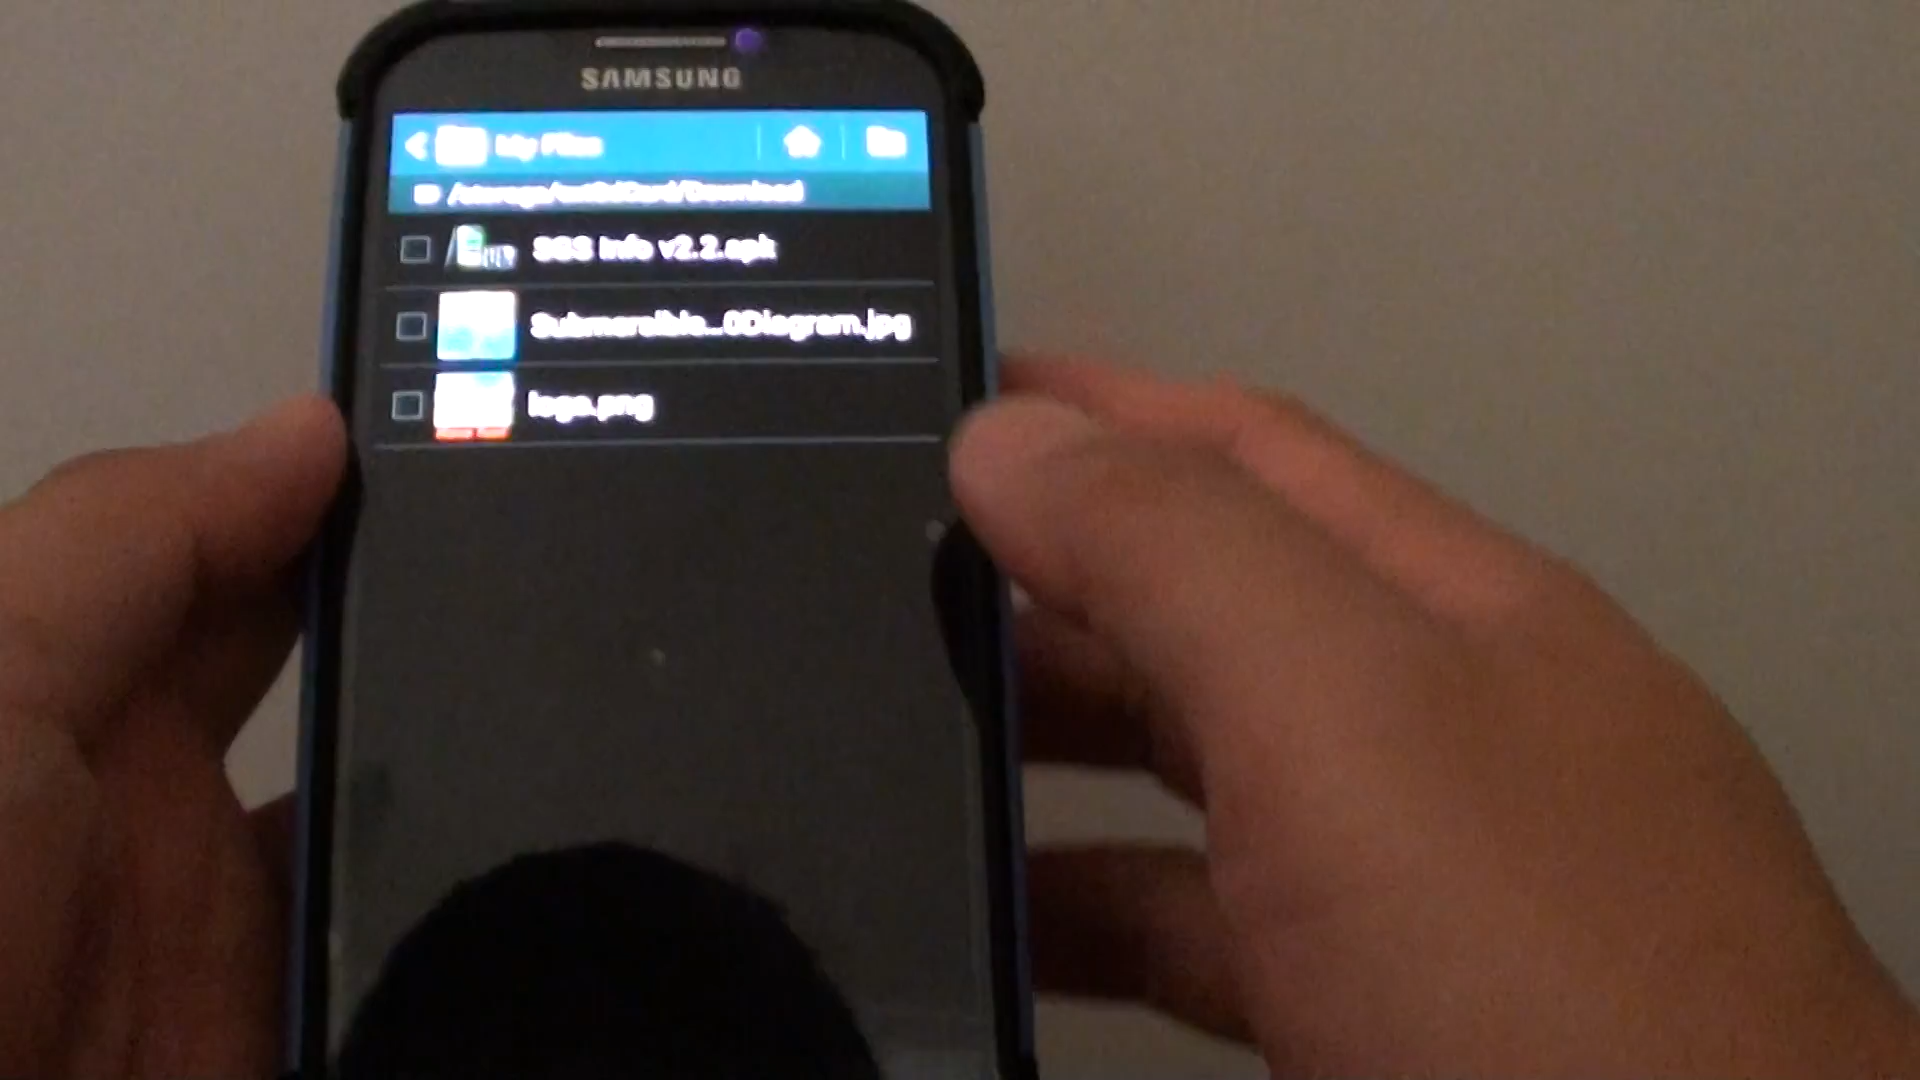 SAMSUNG
My Files
/storage/extSdCard/Download
SGS Info v2.2.apk
Submersible...0Diagram.jpg
logo.png